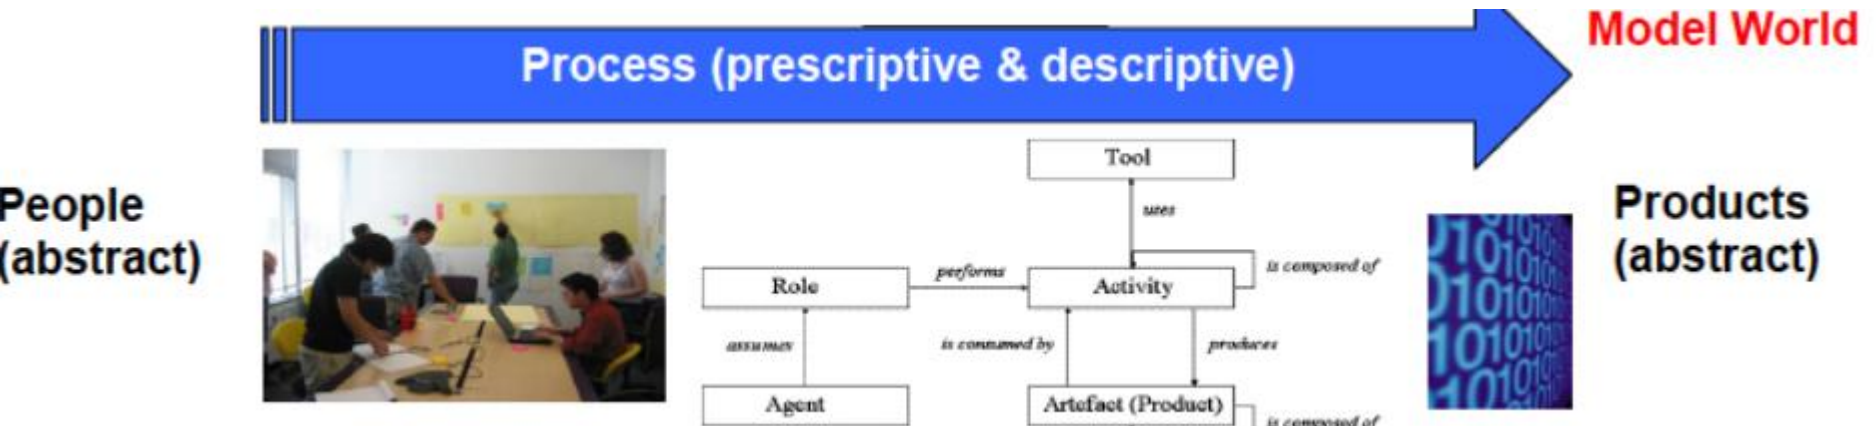 Model World
Process (prescriptive & descriptive)
People
(abstract)
Tool
uses
is composed of
Role
performs
Activity
assumes
is consumed by
produces
Agent
Artefact (Product)
is composed of
Products
(abstract)